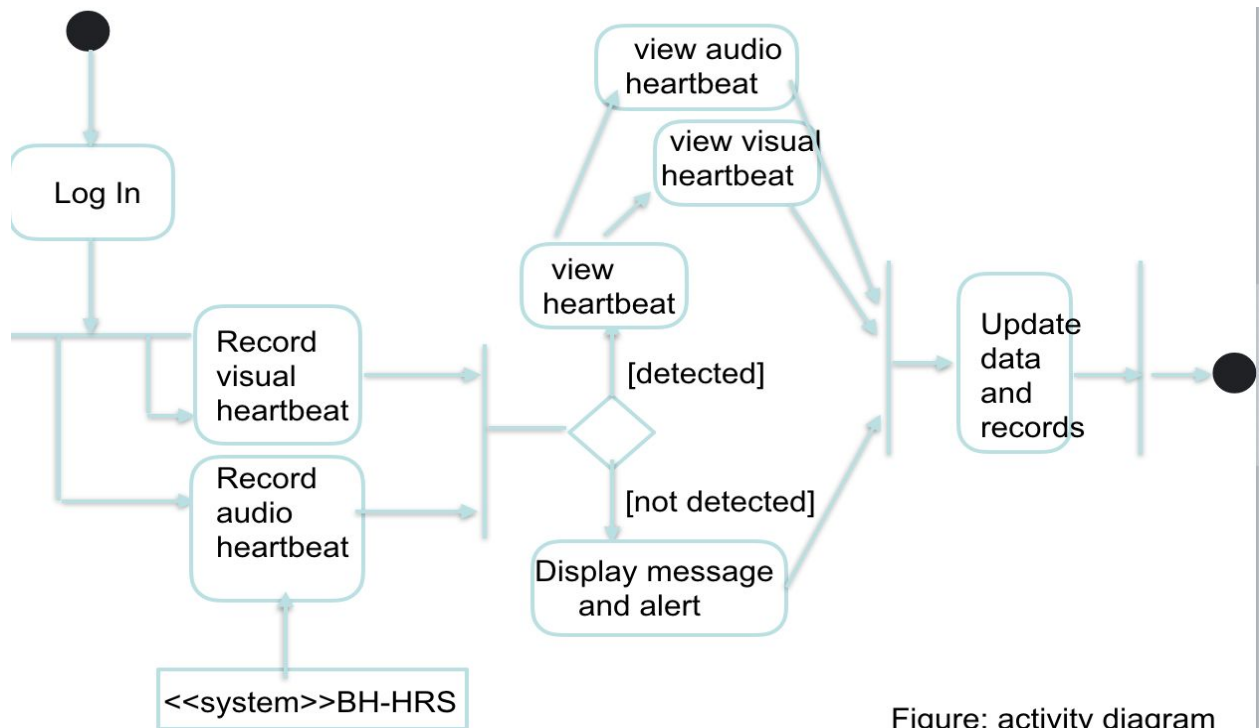 view audio
heartbeat
view visual
heartbeat
Log In
view
heartbeat
Record
visual
heartbeat
[detected]
Update
data
and
records
Record
audio
heartbeat
[not detected]
Display message
and alert
<<system>>BH-HRS
Figure: activity diagram